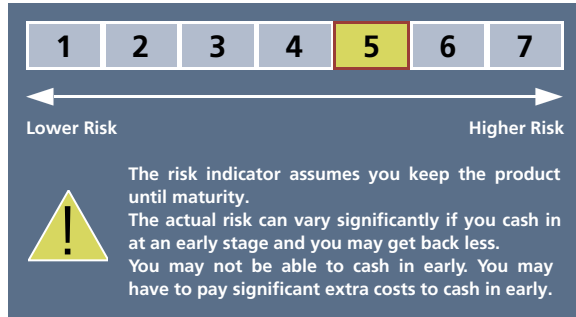 1 2 3 4 5 6 7
Lower Risk Higher Risk
The risk indicator assumes you keep the product
until maturity.
The actual risk can vary significantly if you cash in
at an early stage and you may get back less.
You may not be able to cash in early. You may
have to pay significant extra costs to cash in early.
!